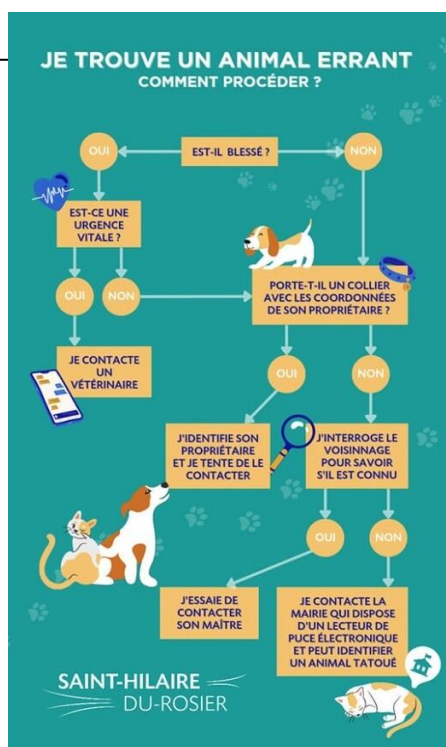 JE TROUVE UN ANIMAL ERRANT
COMMENT PROCÉDER ?
OUI
EST-IL BLESSÉ ?
NON
EST-CE UNE
URGENCE
VITALE ?
OUI
NON
PORTE-T-IL UN COLLIER
AVEC LES COORDONNÉES
DE SON PROPRIÉTAIRE ?
JE CONTACTE
UN
VÉTÉRINAIRE
OUI
NON
J'IDENTIFIE SON
PROPRIÉTAIRE
ET JE TENTE DE LE
CONTACTER
J'INTERROGE LE
VOISINNAGE
POUR SAVOIR
S'IL EST CONNU
OUI
NON
J'ESSAIE DE
CONTACTER
SON MAÎTRE
JE CONTACTE LA
MAIRIE QUI DISPOSE
D'UN LECTEUR DE
PUCE ÉLECTRONIQUE
ET PEUT IDENTIFIER
UN ANIMAL TATOUÉ
SAINT-HILAIRE
DU-ROSIER